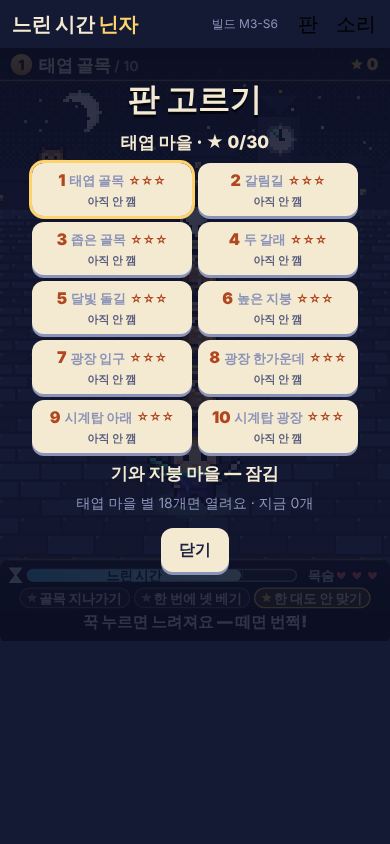 느린 시간 닌자 빌드 M3-S6 판 소리
1 태엽 골목 / 10 ★ 0
판 고르기
태엽 마을 · ★ 0/30
1 태엽 골목 ☆☆☆
아직 안 깸
2 갈림길 ☆☆☆
아직 안 깸
3 좁은 골목 ☆☆☆
아직 안 깸
4 두 갈래 ☆☆☆
아직 안 깸
5 달빛 돌길 ☆☆☆
아직 안 깸
6 높은 지붕 ☆☆☆
아직 안 깸
7 광장 입구 ☆☆☆
아직 안 깸
8 광장 한가운데 ☆☆☆
아직 안 깸
9 시계탑 아래 ☆☆☆
아직 안 깸
10 시계탑 광장 ☆☆☆
아직 안 깸
기와 지붕 마을 — 잠김
태엽 마을 별 18개면 열려요 · 지금 0개
닫기
느린 시간 목숨 ♥ ♥ ♥
★골목 지나가기 ★한 번에 넷 베기 ★한 대도 안 맞기
꾹 누르면 느려져요 — 떼면 번쩍!